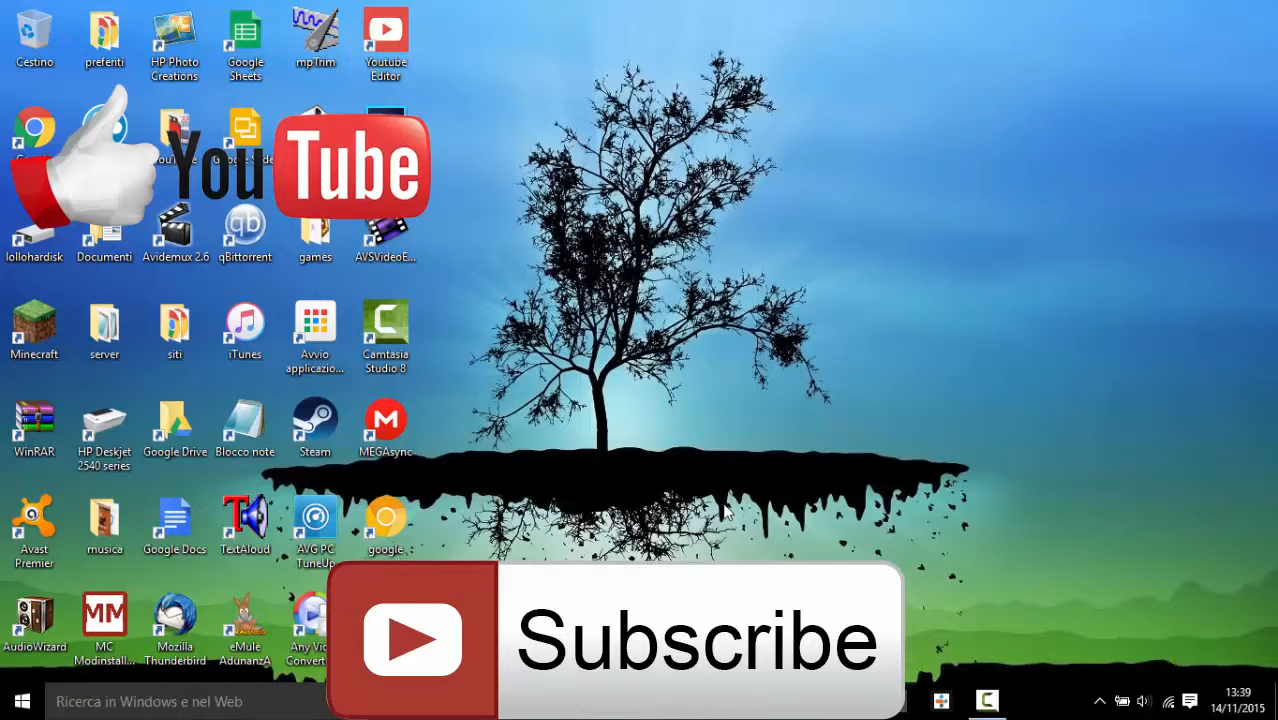 Cestino
preferiti
HP Photo
Creations
Google
Sheets
mpTrim
Youtube
Editor
YouTube
lollohardisk
Documenti
Avidemux 2.6
qBittorrent
qb
games
AVSVideoE...
Minecraft
server
siti
iTunes
Avvio
applicazio...
Camtasia
Studio 8
WinRAR
HP Deskjet
2540 series
Google Drive
Blocco note
Steam
MEGAsync
Avast
Premier
musica
Google Docs
TextAloud
AVG PC
TuneUp
google
AudioWizard
MM
MC
Modinstall...
Mozilla
Thunderbird
eMule
AdunanzA
Subscribe
Ricerca in Windows e nel Web
13:39
14/11/2015